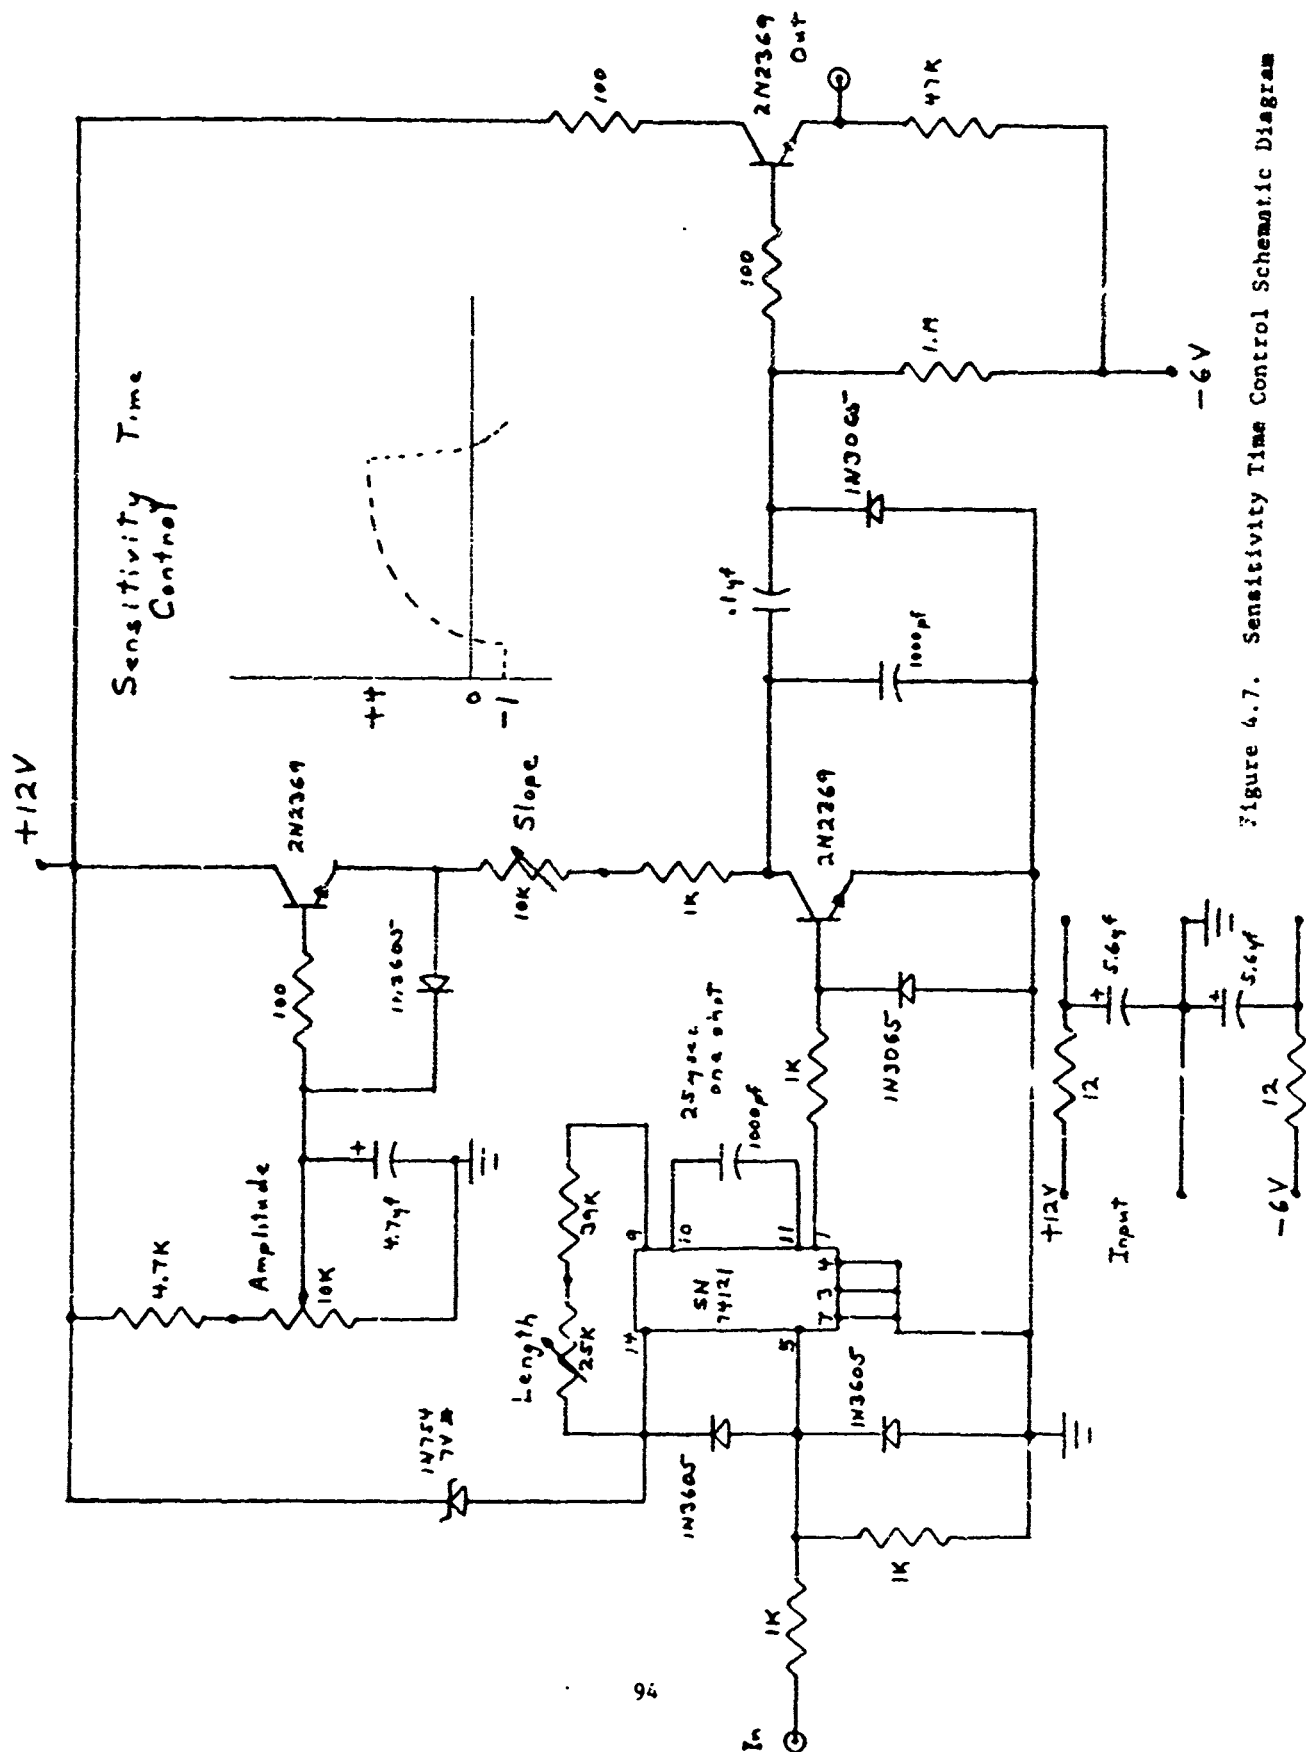 +12V
Sensitivity Time
Control
+4
0
-1
4.7K
Amplitude
10K
4.7µf
100
2N2369
1N3605
10K
Slope
1K
100
2N2369
Out
47K
100
1M
-6V
1N3065
.1µf
1000pf
2N2369
1N754
7V
Length
25K
39K
14
9
10
11
SN
74121
5
7
3
4
1
25µsec.
one shot
1000pf
1K
1N3065
1N3605
1N3605
In
1K
1K
+12V
12
5.6µf
Input
5.6µf
-6V
12
Figure 4.7. Sensitivity Time Control Schematic Diagram
94